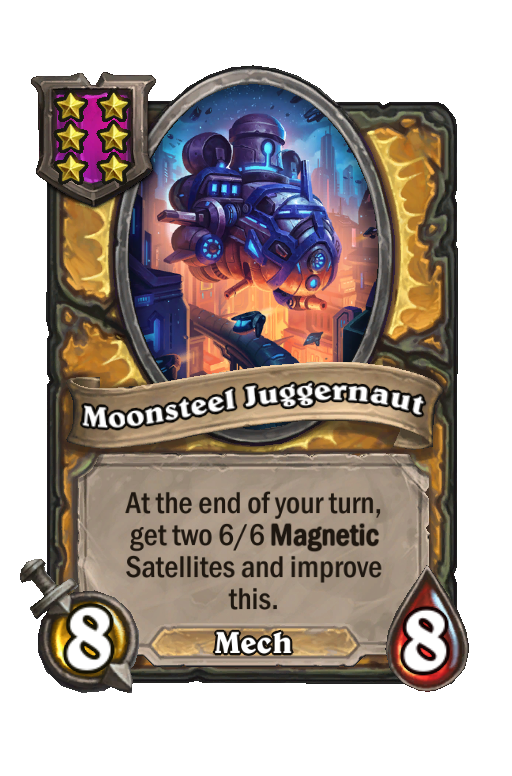 Moonsteel Juggernaut
At the end of your turn,
get two 6/6 Magnetic
Satellites and improve
this.
8
Mech
8